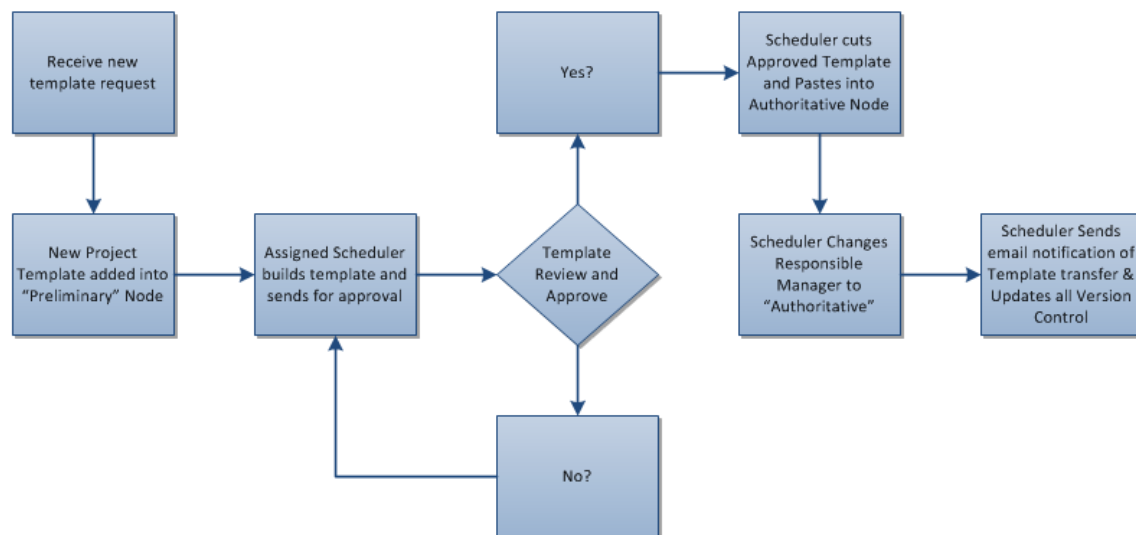 Receive new
template request
New Project
Template added into
“Preliminary” Node
Assigned Scheduler
builds template and
sends for approval
Template
Review and
Approve
Yes?
No?
Scheduler cuts
Approved Template
and Pastes into
Authoritative Node
Scheduler Changes
Responsible
Manager to
“Authoritative”
Scheduler Sends
email notification of
Template transfer &
Updates all Version
Control